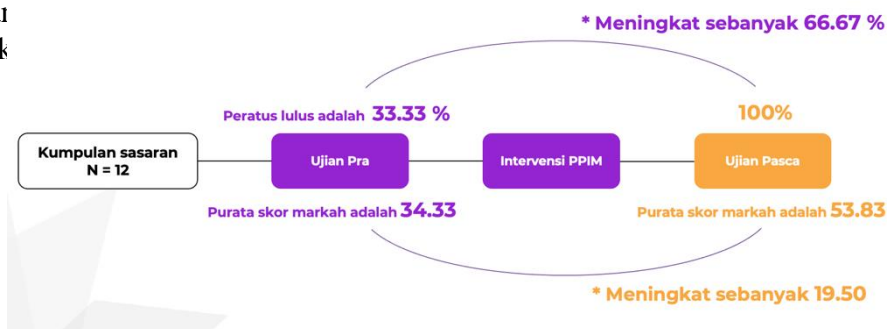 * Meningkat sebanyak 66.67 %
Peratus lulus adalah 33.33 %
100%
Kumpulan sasaran
N = 12
Ujian Pra
Intervensi PPIM
Ujian Pasca
Purata skor markah adalah 34.33
Purata skor markah adalah 53.83
* Meningkat sebanyak 19.50